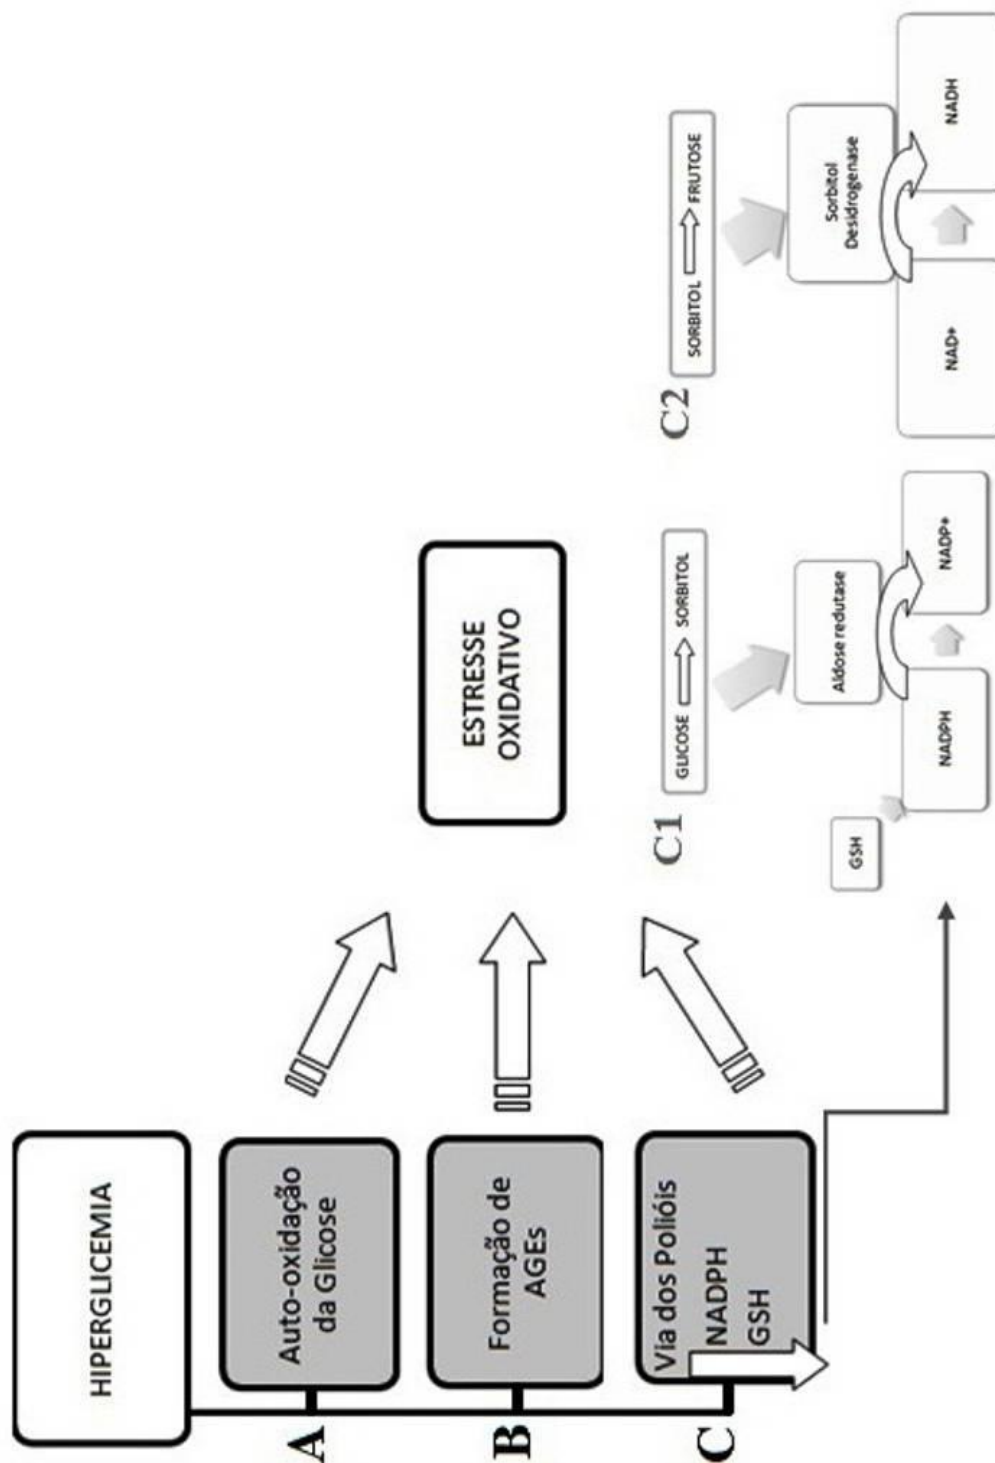 HIPERGLICEMIA
A
Auto-oxidação
da Glicose
B
Formação de
AGEs
C
Via dos Polióis
NADPH
GSH
ESTRESSE
OXIDATIVO
C1
GLICOSE SORBITOL
Aldose redutase
GSH
NADPH
NADP+
C2
SORBITOL FRUTOSE
Sorbitol
Desidrogenase
NAD+
NADH